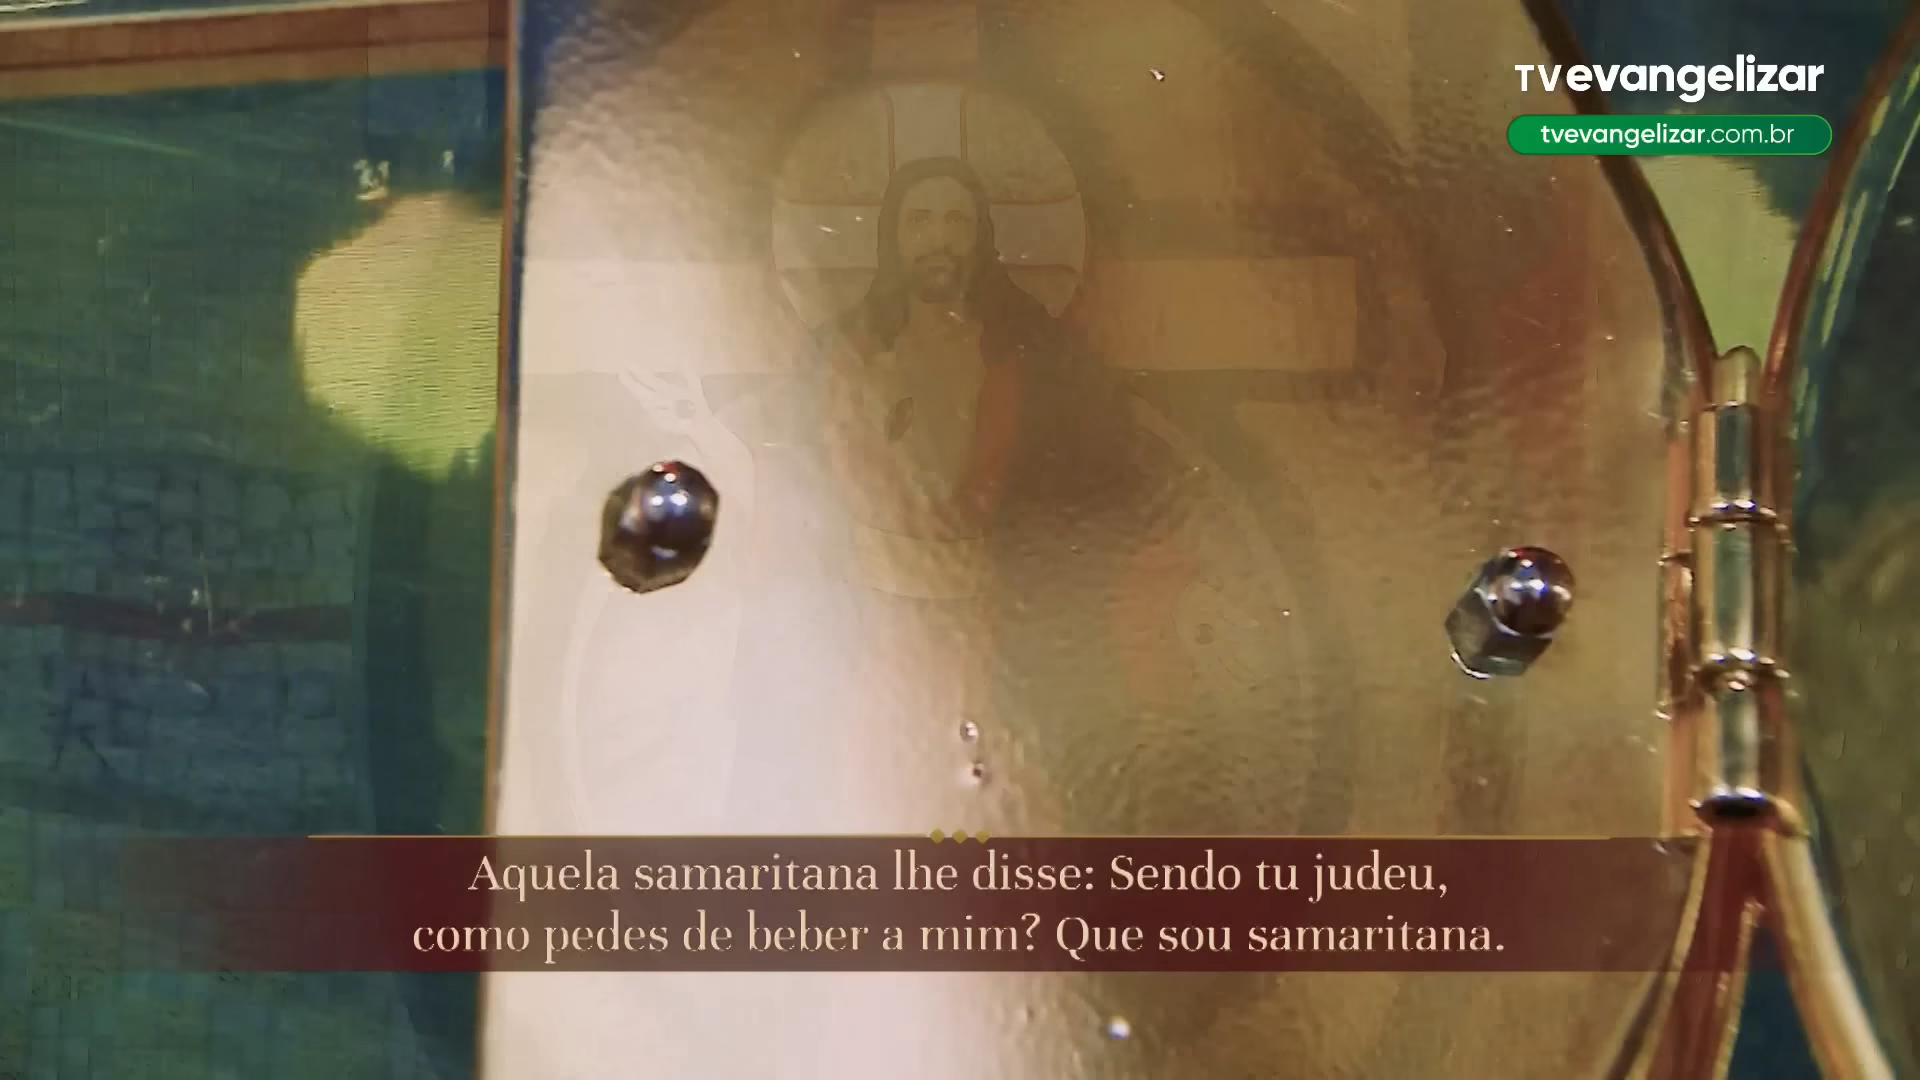 TVevangelizar
tvevangelizar.com.br
Aquela samaritana lhe disse: Sendo tu judeu,
como pedes de beber a mim? Que sou samaritana.